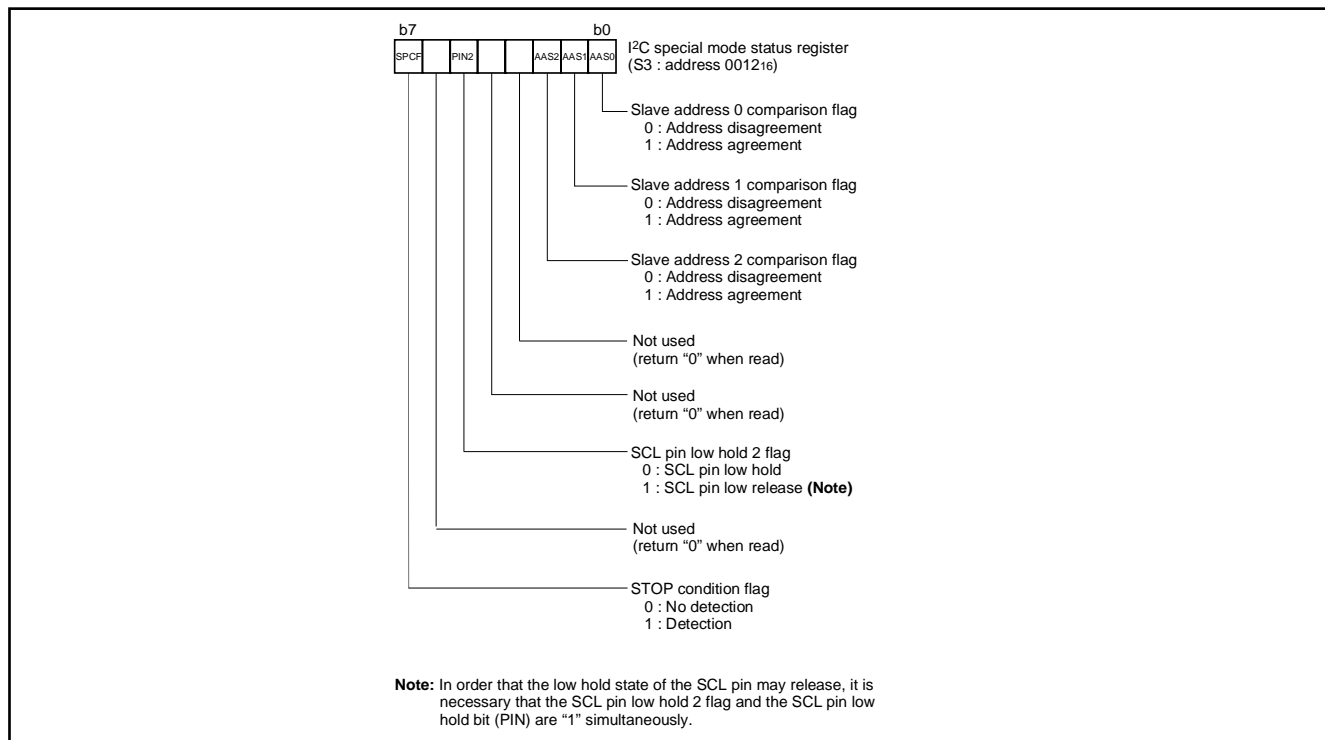 b7 b0
SPCF PIN2 AAS2 AAS1 AAS0
I2C special mode status register
(S3 : address 001216)
Slave address 0 comparison flag
0 : Address disagreement
1 : Address agreement
Slave address 1 comparison flag
0 : Address disagreement
1 : Address agreement
Slave address 2 comparison flag
0 : Address disagreement
1 : Address agreement
Not used
(return “0” when read)
Not used
(return “0” when read)
SCL pin low hold 2 flag
0 : SCL pin low hold
1 : SCL pin low release (Note)
Not used
(return “0” when read)
STOP condition flag
0 : No detection
1 : Detection
Note: In order that the low hold state of the SCL pin may release, it is
necessary that the SCL pin low hold 2 flag and the SCL pin low
hold bit (PIN) are “1” simultaneously.